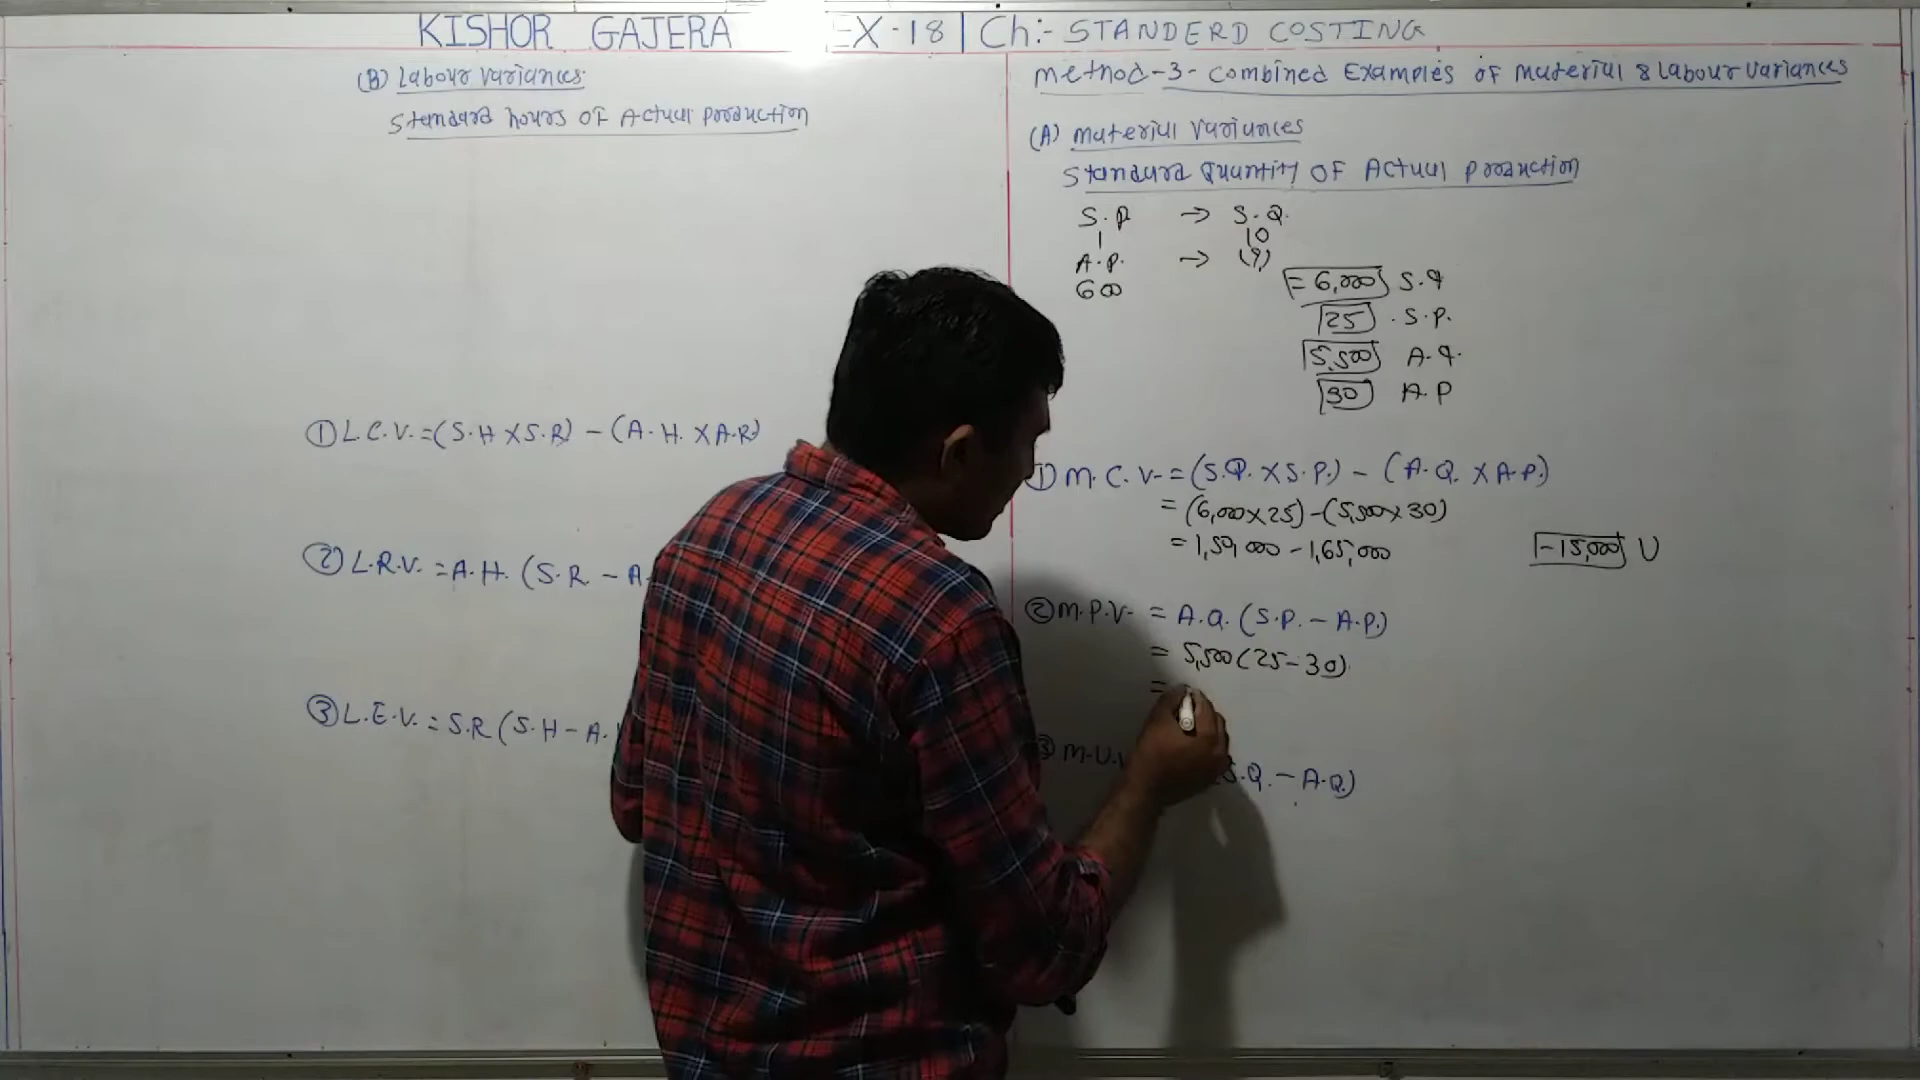 KISHOR GAJERA EX-18 | Ch:- STANDERD COSTING
(B) Labour Variances:
Standard hours OF Actual Production
① L.C.V. = (S.H X S.R) - (A.H. X A.R)
② L.R.V. = A.H. (S.R. - A.
③ L.E.V. = S.R (S.H - A.
Method-3- Combined Examples of Material & Labour Variances
(A) Material Variances
Standard Quantity OF Actual Production
S.P → S.Q.
1 10
A.P. → (?)
600
= 6,000 S.q
25 . S.P.
5,500 A.q.
30 A.P
① M.C.V- = (S.Q. X S.P.) - (A.Q. X A.P.)
= (6,000 X 25) - (5,500 X 30)
= 1,50,000 - 1,65,000 -15,000 U
② M.P.V- = A.Q. (S.P. - A.P.)
= 5,500 (25 - 30)
=
③ M.U. S.Q. - A.Q.)